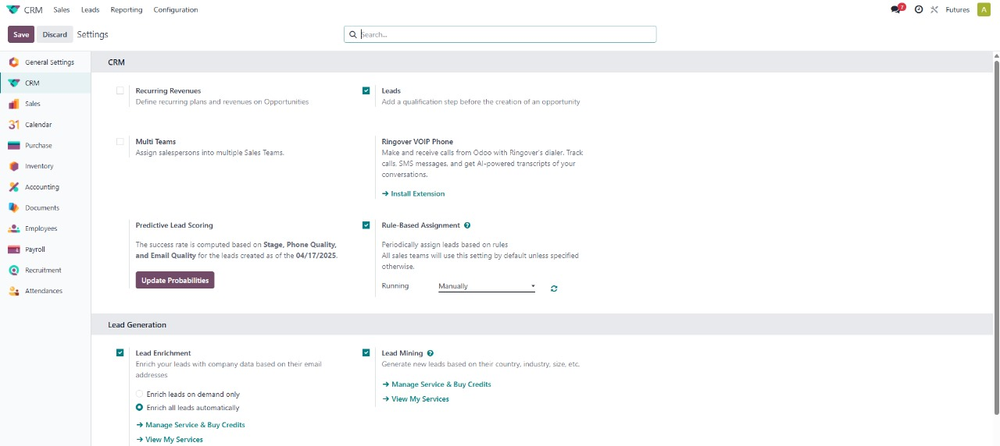 CRM Sales Leads Reporting Configuration 7 Futures A
Save Discard Settings Search...
General Settings
CRM
Sales
31 Calendar
Purchase
Inventory
Accounting
Documents
Employees
Payroll
Recruitment
Attendances
CRM
Recurring Revenues
Define recurring plans and revenues on Opportunities
Leads
Add a qualification step before the creation of an opportunity
Multi Teams
Assign salespersons into multiple Sales Teams.
Ringover VOIP Phone
Make and receive calls from Odoo with Ringover's dialer. Track
calls, SMS messages, and get AI-powered transcripts of your
conversations.
→ Install Extension
Predictive Lead Scoring
The success rate is computed based on Stage, Phone Quality,
and Email Quality for the leads created as of the 04/17/2025.
Update Probabilities
Rule-Based Assignment ?
Periodically assign leads based on rules
All sales teams will use this setting by default unless specified
otherwise.
Running Manually
Lead Generation
Lead Enrichment
Enrich your leads with company data based on their email
addresses
Enrich leads on demand only
Enrich all leads automatically
→ Manage Service & Buy Credits
→ View My Services
Lead Mining ?
Generate new leads based on their country, industry, size, etc.
→ Manage Service & Buy Credits
→ View My Services